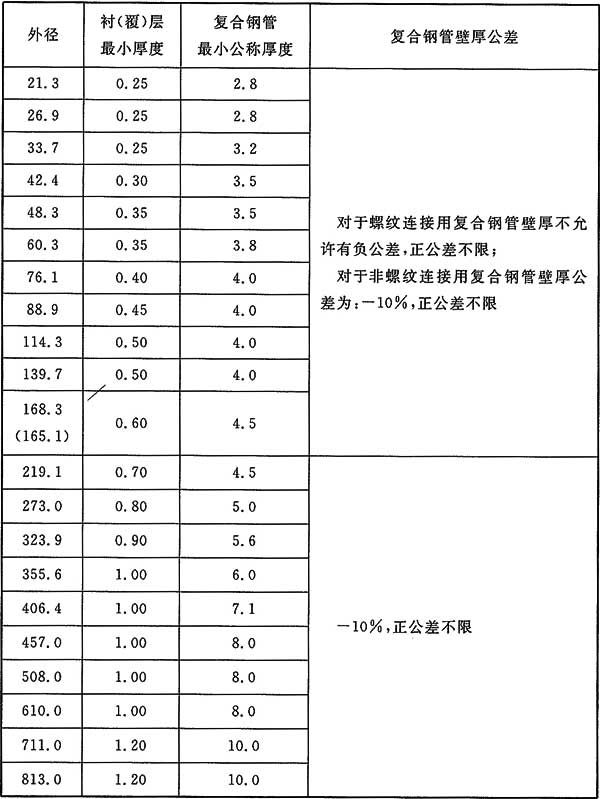 外径 衬(覆)层最小厚度 复合钢管最小公称厚度 复合钢管壁厚公差
21.3 0.25 2.8
26.9 0.25 2.8
33.7 0.25 3.2
42.4 0.30 3.5
48.3 0.35 3.5
60.3 0.35 3.8
76.1 0.40 4.0
88.9 0.45 4.0
114.3 0.50 4.0
139.7 0.50 4.0
168.3
(165.1) 0.60 4.5
对于螺纹连接用复合钢管壁厚不允
许有负公差,正公差不限;
对于非螺纹连接用复合钢管壁厚公
差为:-10%,正公差不限
219.1 0.70 4.5
273.0 0.80 5.0
323.9 0.90 5.6
355.6 1.00 6.0
406.4 1.00 7.1
457.0 1.00 8.0
508.0 1.00 8.0
610.0 1.00 8.0
711.0 1.20 10.0
813.0 1.20 10.0
-10%,正公差不限